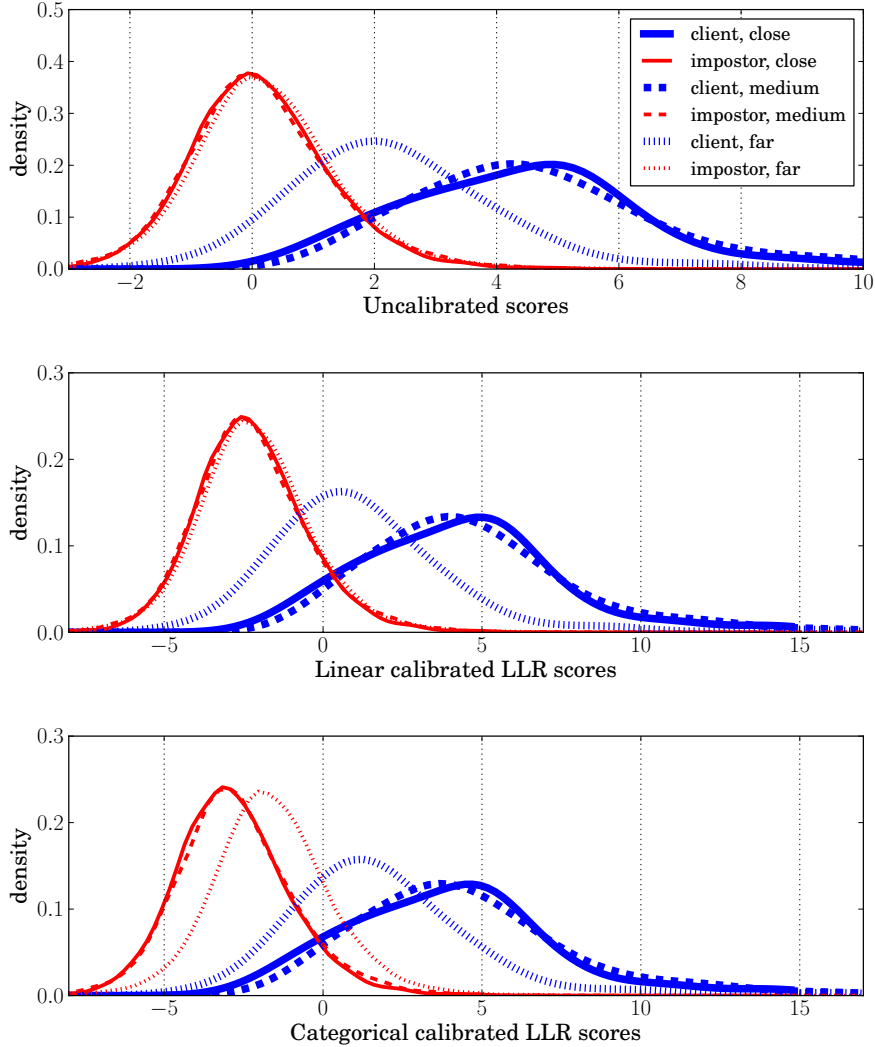 0.5
0.4
0.3
0.2
0.1
0.0
density
client, close
impostor, close
client, medium
impostor, medium
client, far
impostor, far
−2 0 2 4 6 8 10
Uncalibrated scores
0.3
0.2
0.1
0.0
density
−5 0 5 10 15
Linear calibrated LLR scores
0.3
0.2
0.1
0.0
density
−5 0 5 10 15
Categorical calibrated LLR scores